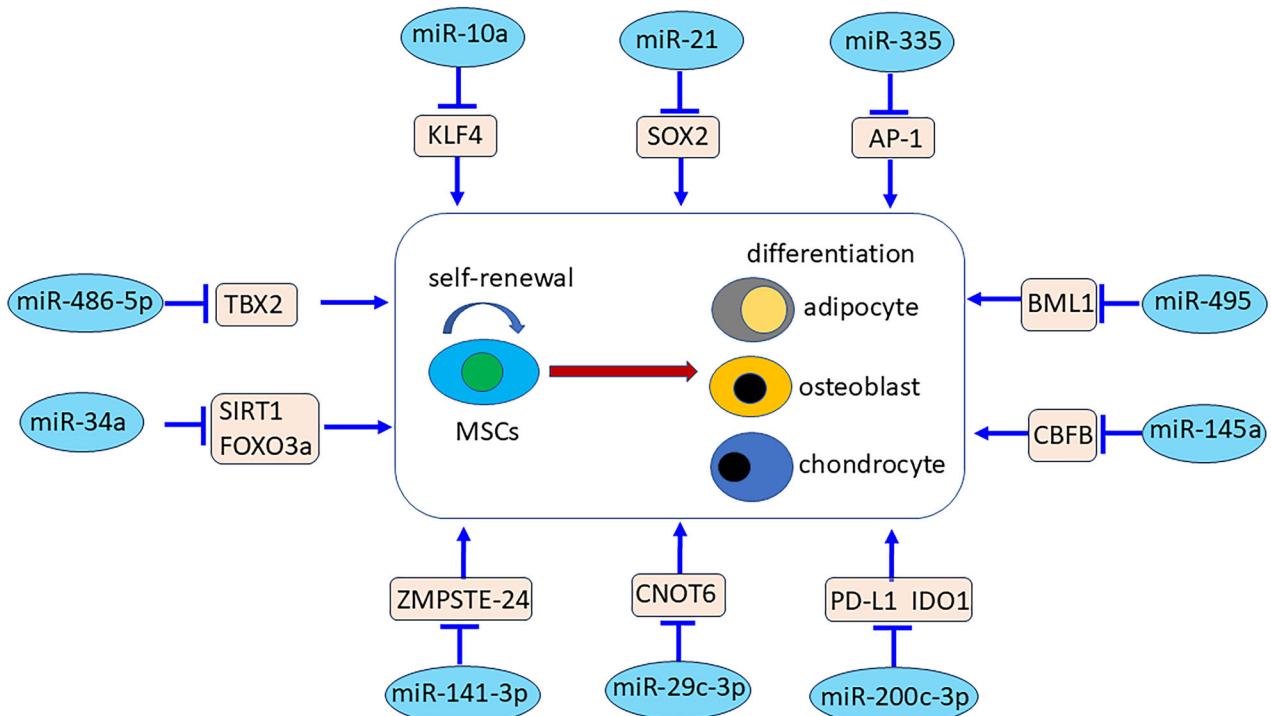 miR-10a
miR-21
miR-335
KLF4
SOX2
AP-1
differentiation
self-renewal
miR-486-5p
TBX2
adipocyte
BML1
miR-495
osteoblast
miR-34a
SIRT1
FOXO3a
MSCs
CBFB
miR-145a
chondrocyte
ZMPSTE-24
CNOT6
PD-L1 IDO1
miR-141-3p
miR-29c-3p
miR-200c-3p